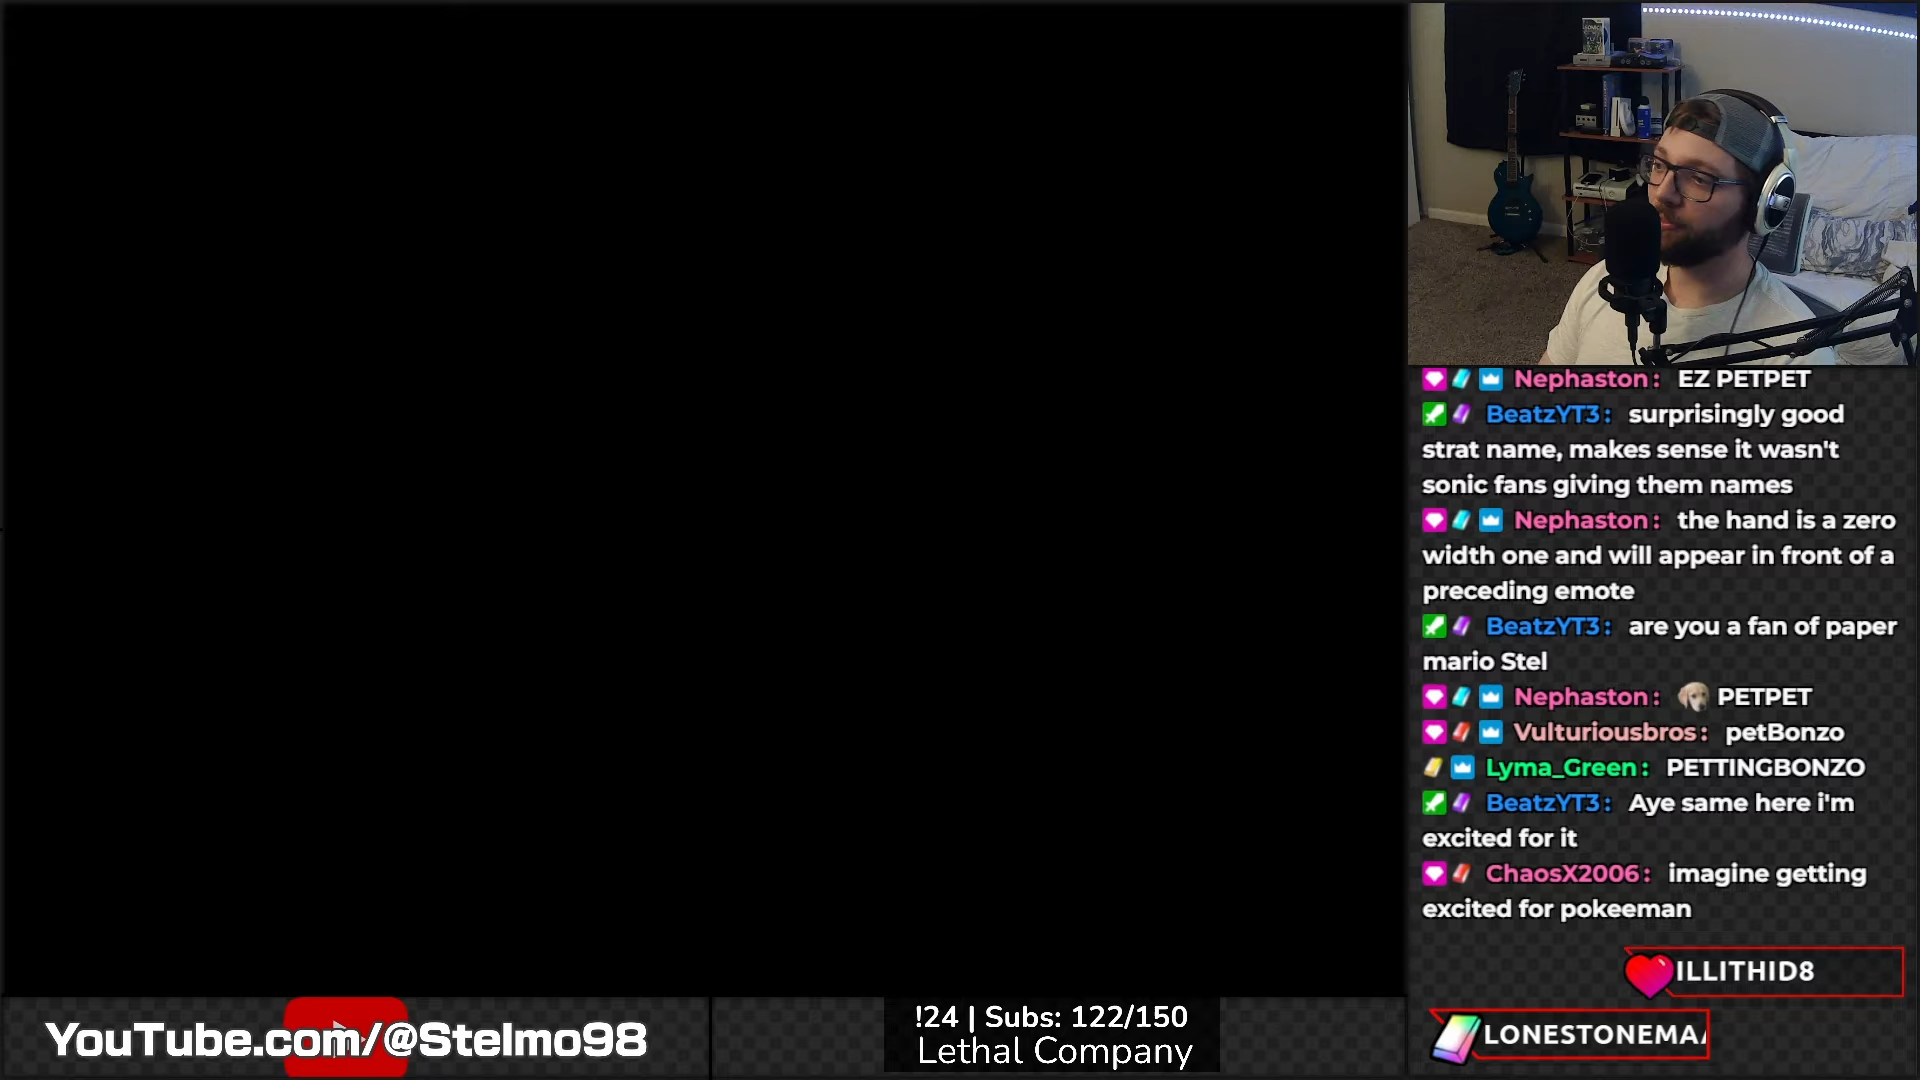 Nephaston: EZ PETPET
BeatzYT3: surprisingly good
strat name, makes sense it wasn't
sonic fans giving them names
Nephaston: the hand is a zero
width one and will appear in front of a
preceding emote
BeatzYT3: are you a fan of paper
mario Stel
Nephaston: PETPET
Vulturiousbros: petBonzo
Lyma_Green: PETTINGBONZO
BeatzYT3: Aye same here i'm
excited for it
ChaosX2006: imagine getting
excited for pokeeman
ILLITHID8
LONESTONEMA
YouTube.com/@Stelmo98
!24 | Subs: 122/150
Lethal Company